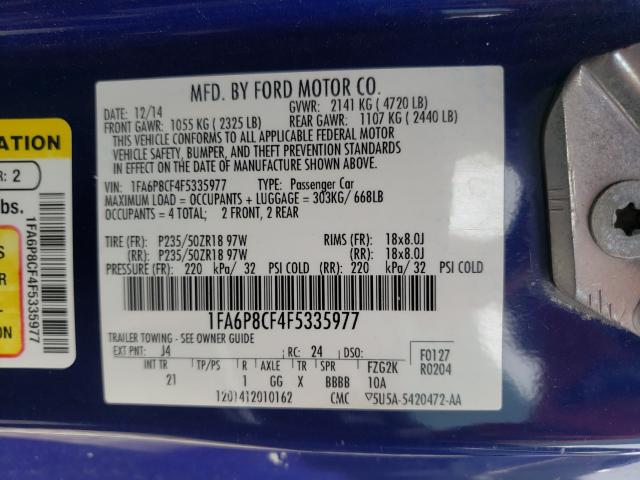 MFD. BY FORD MOTOR CO.
DATE: 12/14 GVWR: 2141 KG ( 4720 LB)
FRONT GAWR: 1055 KG ( 2325 LB) REAR GAWR: 1107 KG ( 2440 LB)
THIS VEHICLE CONFORMS TO ALL APPLICABLE FEDERAL MOTOR
VEHICLE SAFETY, BUMPER, AND THEFT PREVENTION STANDARDS
IN EFFECT ON THE DATE OF MANUFACTURE SHOWN ABOVE.
VIN: 1FA6P8CF4F5335977 TYPE: Passenger Car
MAXIMUM LOAD = OCCUPANTS + LUGGAGE = 303KG/ 668LB
OCCUPANTS = 4 TOTAL; 2 FRONT, 2 REAR
TIRE (FR): P235/50ZR18 97W RIMS (FR): 18x8.0J
(RR): P235/50ZR18 97W (RR): 18x8.0J
PRESSURE (FR): 220 kPa/ 32 PSI COLD (RR): 220 kPa/ 32 PSI COLD
1FA6P8CF4F5335977
TRAILER TOWING - SEE OWNER GUIDE
EXT PNT: J4 RC: 24 DSO: F0127
R0204
INT TR TP/PS R AXLE TR SPR FZG2K
21 1 GG X BBBB 10A
1201412010162 CMC ▽5U5A-5420472-AA
ATION
R: 2
bs.
R
ER
ON
1FA6P8CF4F5335977